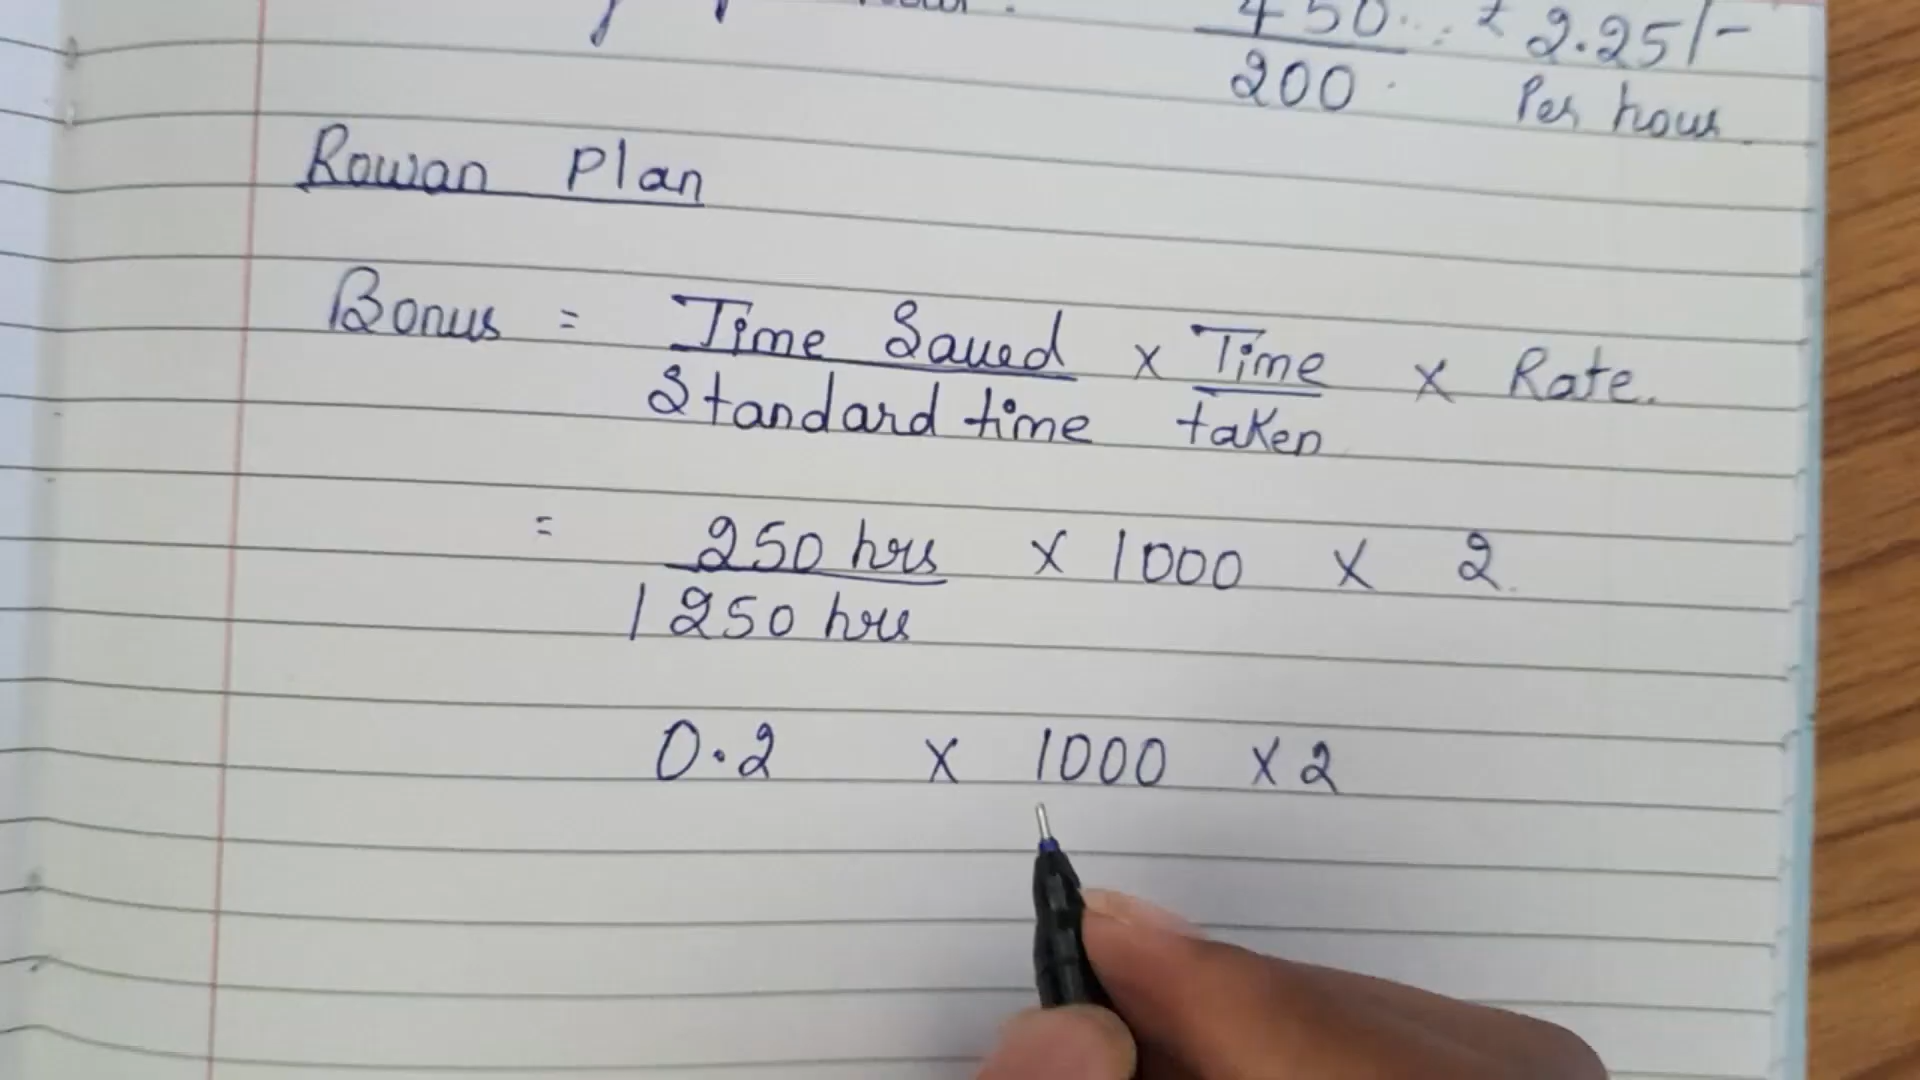 450 = ₹ 2.25/-
200 Per hour
Rowan Plan
Bonus = Time Saved × Time × Rate.
Standard time taken
= 250 hrs × 1000 × 2
1250 hrs
0.2 × 1000 × 2